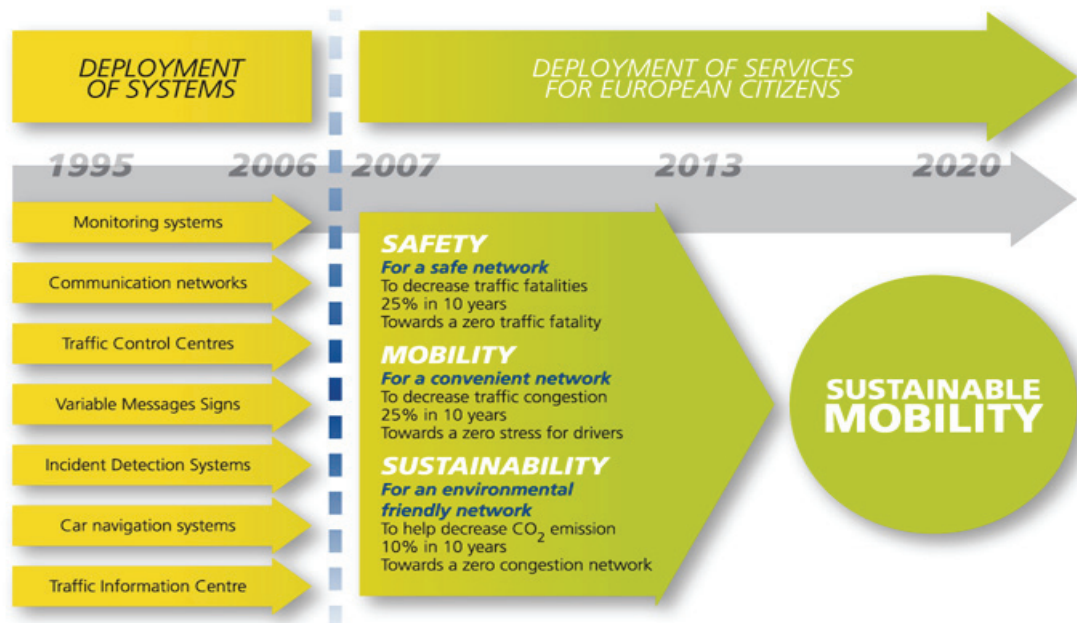 DEPLOYMENT
OF SYSTEMS
DEPLOYMENT OF SERVICES
FOR EUROPEAN CITIZENS
1995 2006 2007 2013 2020
Monitoring systems
Communication networks
Traffic Control Centres
Variable Messages Signs
Incident Detection Systems
Car navigation systems
Traffic Information Centre
SAFETY
For a safe network
To decrease traffic fatalities
25% in 10 years
Towards a zero traffic fatality
MOBILITY
For a convenient network
To decrease traffic congestion
25% in 10 years
Towards a zero stress for drivers
SUSTAINABILITY
For an environmental
friendly network
To help decrease CO₂ emission
10% in 10 years
Towards a zero congestion network
SUSTAINABLE
MOBILITY